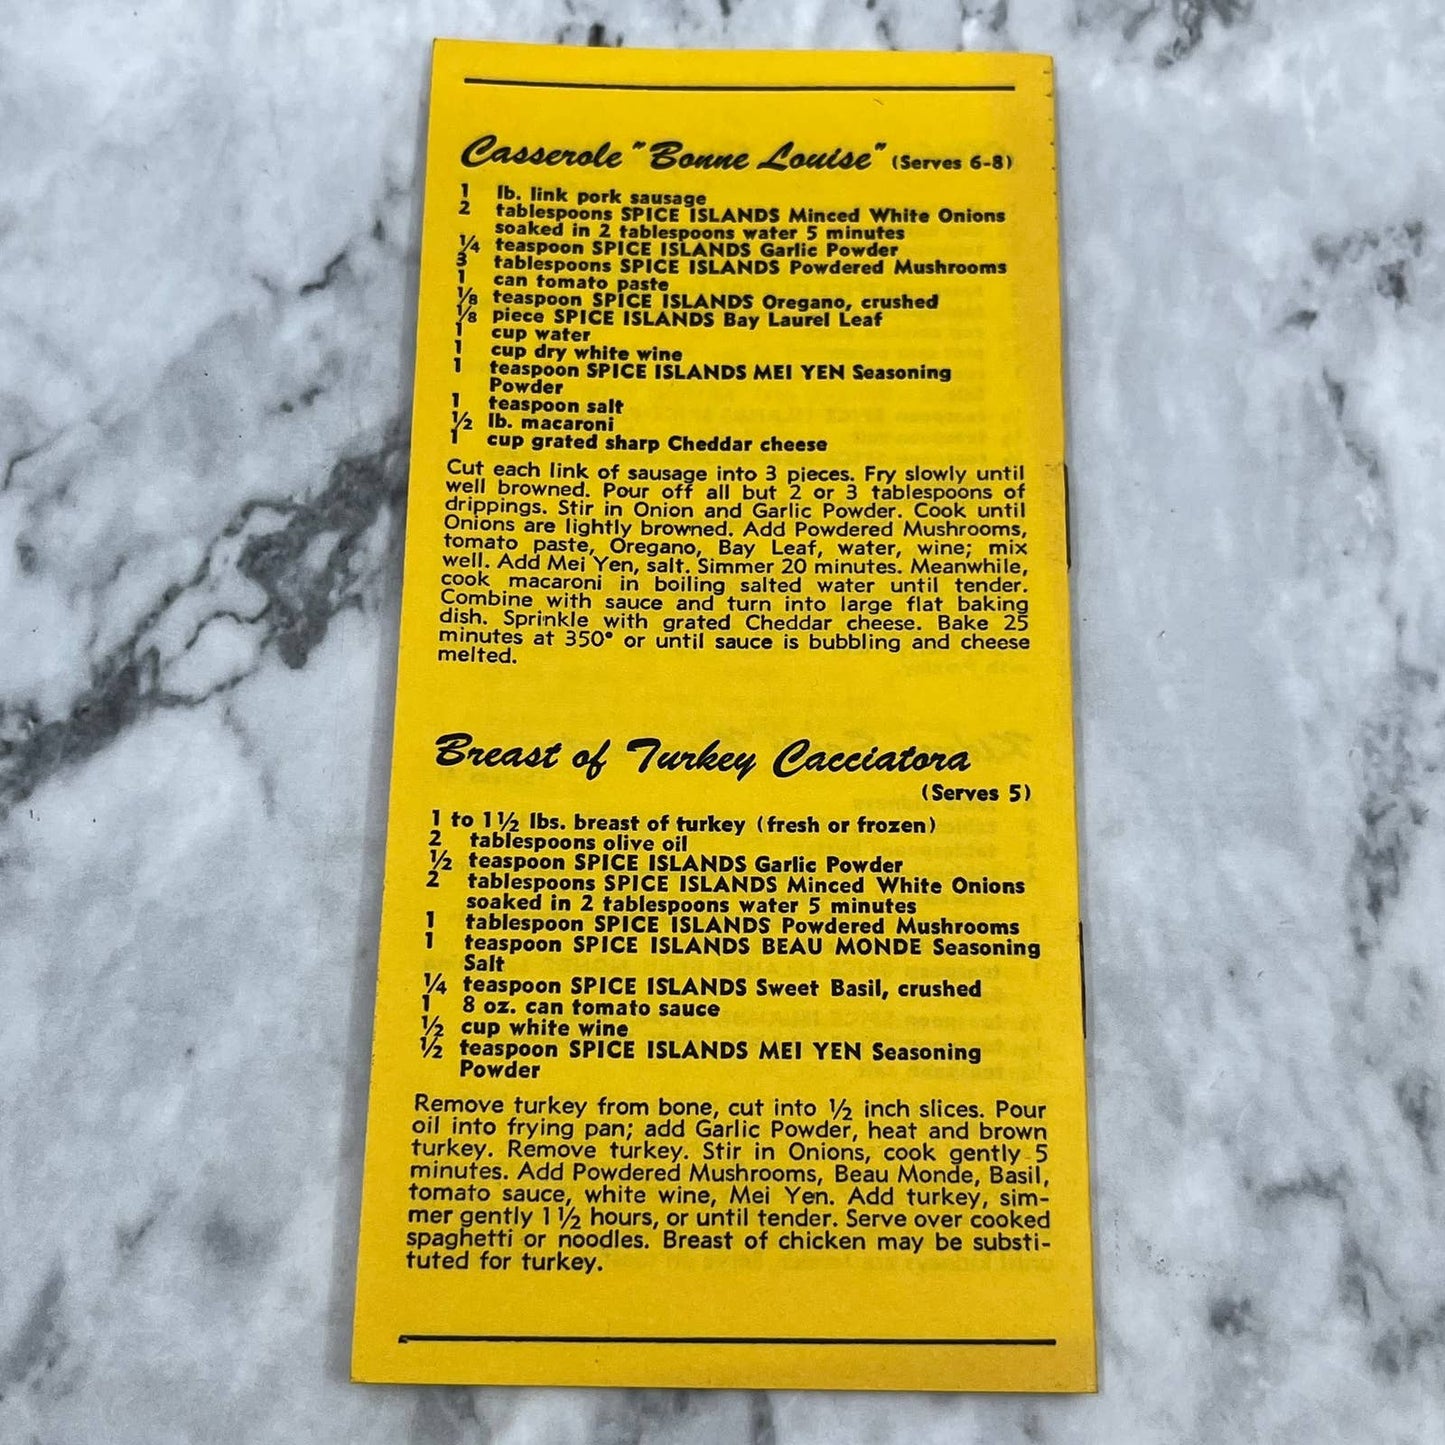 Casserole "Bonne Louise" (Serves 6-8)
1 lb. link pork sausage
2 tablespoons SPICE ISLANDS Minced White Onions
soaked in 2 tablespoons water 5 minutes
¼ teaspoon SPICE ISLANDS Garlic Powder
3 tablespoons SPICE ISLANDS Powdered Mushrooms
1 can tomato paste
⅛ teaspoon SPICE ISLANDS Oregano, crushed
⅛ piece SPICE ISLANDS Bay Laurel Leaf
1 cup water
1 cup dry white wine
1 teaspoon SPICE ISLANDS MEI YEN Seasoning
Powder
1 teaspoon salt
½ lb. macaroni
1 cup grated sharp Cheddar cheese
Cut each link of sausage into 3 pieces. Fry slowly until
well browned. Pour off all but 2 or 3 tablespoons of
drippings. Stir in Onion and Garlic Powder. Cook until
Onions are lightly browned. Add Powdered Mushrooms,
tomato paste, Oregano, Bay Leaf, water, wine; mix
well. Add Mei Yen, salt. Simmer 20 minutes. Meanwhile,
cook macaroni in boiling salted water until tender.
Combine with sauce and turn into large flat baking
dish. Sprinkle with grated Cheddar cheese. Bake 25
minutes at 350° or until sauce is bubbling and cheese
melted.
Breast of Turkey Cacciatora
(Serves 5)
1 to 1½ lbs. breast of turkey (fresh or frozen)
2 tablespoons olive oil
½ teaspoon SPICE ISLANDS Garlic Powder
2 tablespoons SPICE ISLANDS Minced White Onions
soaked in 2 tablespoons water 5 minutes
1 tablespoon SPICE ISLANDS Powdered Mushrooms
1 teaspoon SPICE ISLANDS BEAU MONDE Seasoning
Salt
¼ teaspoon SPICE ISLANDS Sweet Basil, crushed
1 8 oz. can tomato sauce
½ cup white wine
½ teaspoon SPICE ISLANDS MEI YEN Seasoning
Powder
Remove turkey from bone, cut into ½ inch slices. Pour
oil into frying pan; add Garlic Powder, heat and brown
turkey. Remove turkey. Stir in Onions, cook gently 5
minutes. Add Powdered Mushrooms, Beau Monde, Basil,
tomato sauce, white wine, Mei Yen. Add turkey, sim-
mer gently 1½ hours, or until tender. Serve over cooked
spaghetti or noodles. Breast of chicken may be substi-
tuted for turkey.